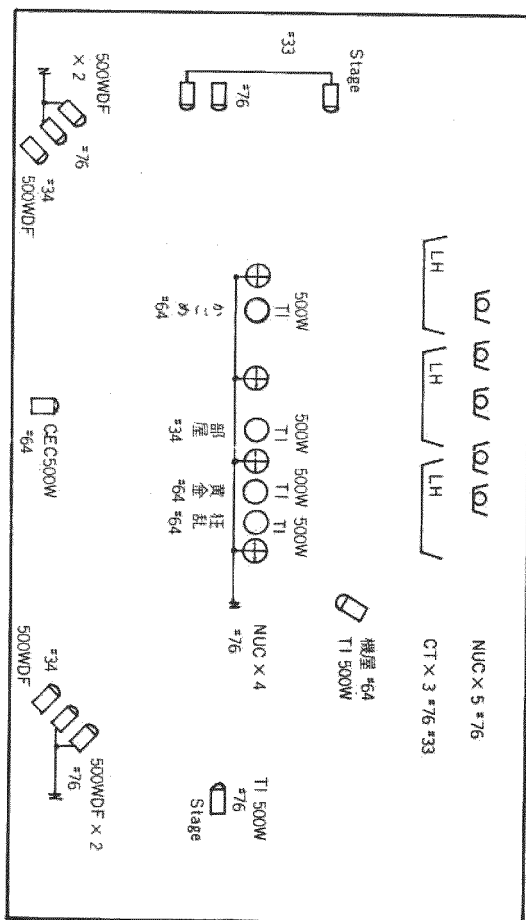 NUC × 5 #76
LH
LH
LH
CT × 3 #76 #33
Stage
#33
#76
機屋 #64
TI 500W
500W
TI
かごめ
#64
500W
TI
部屋
#34
500W
TI
黄金
#64
500W
TI
狂乱
#64
NUC × 4
#76
TI 500W
#76
Stage
500WDF
× 2
#76
#34
500WDF
CEC500W
#64
#34
500WDF
#76
500WDF × 2